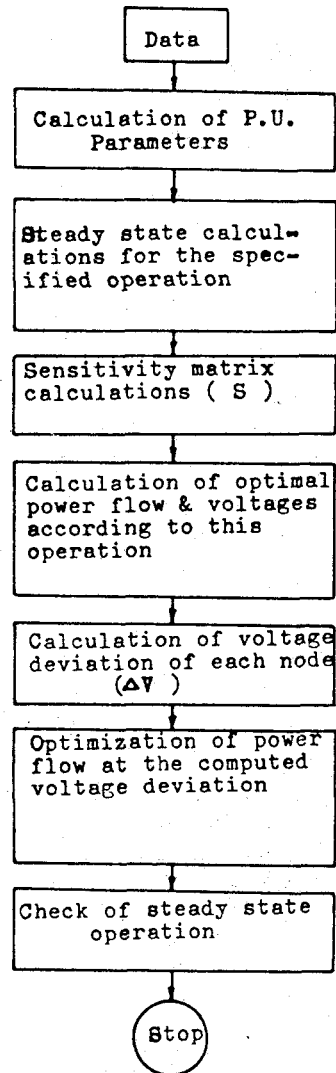 Data
Calculation of P.U.
Parameters
Steady state calcul-
ations for the spec-
ified operation
Sensitivity matrix
calculations ( S )
Calculation of optimal
power flow & voltages
according to this
operation
Calculation of voltage
deviation of each node
(ΔV )
Optimization of power
flow at the computed
voltage deviation
Check of steady state
operation
Stop